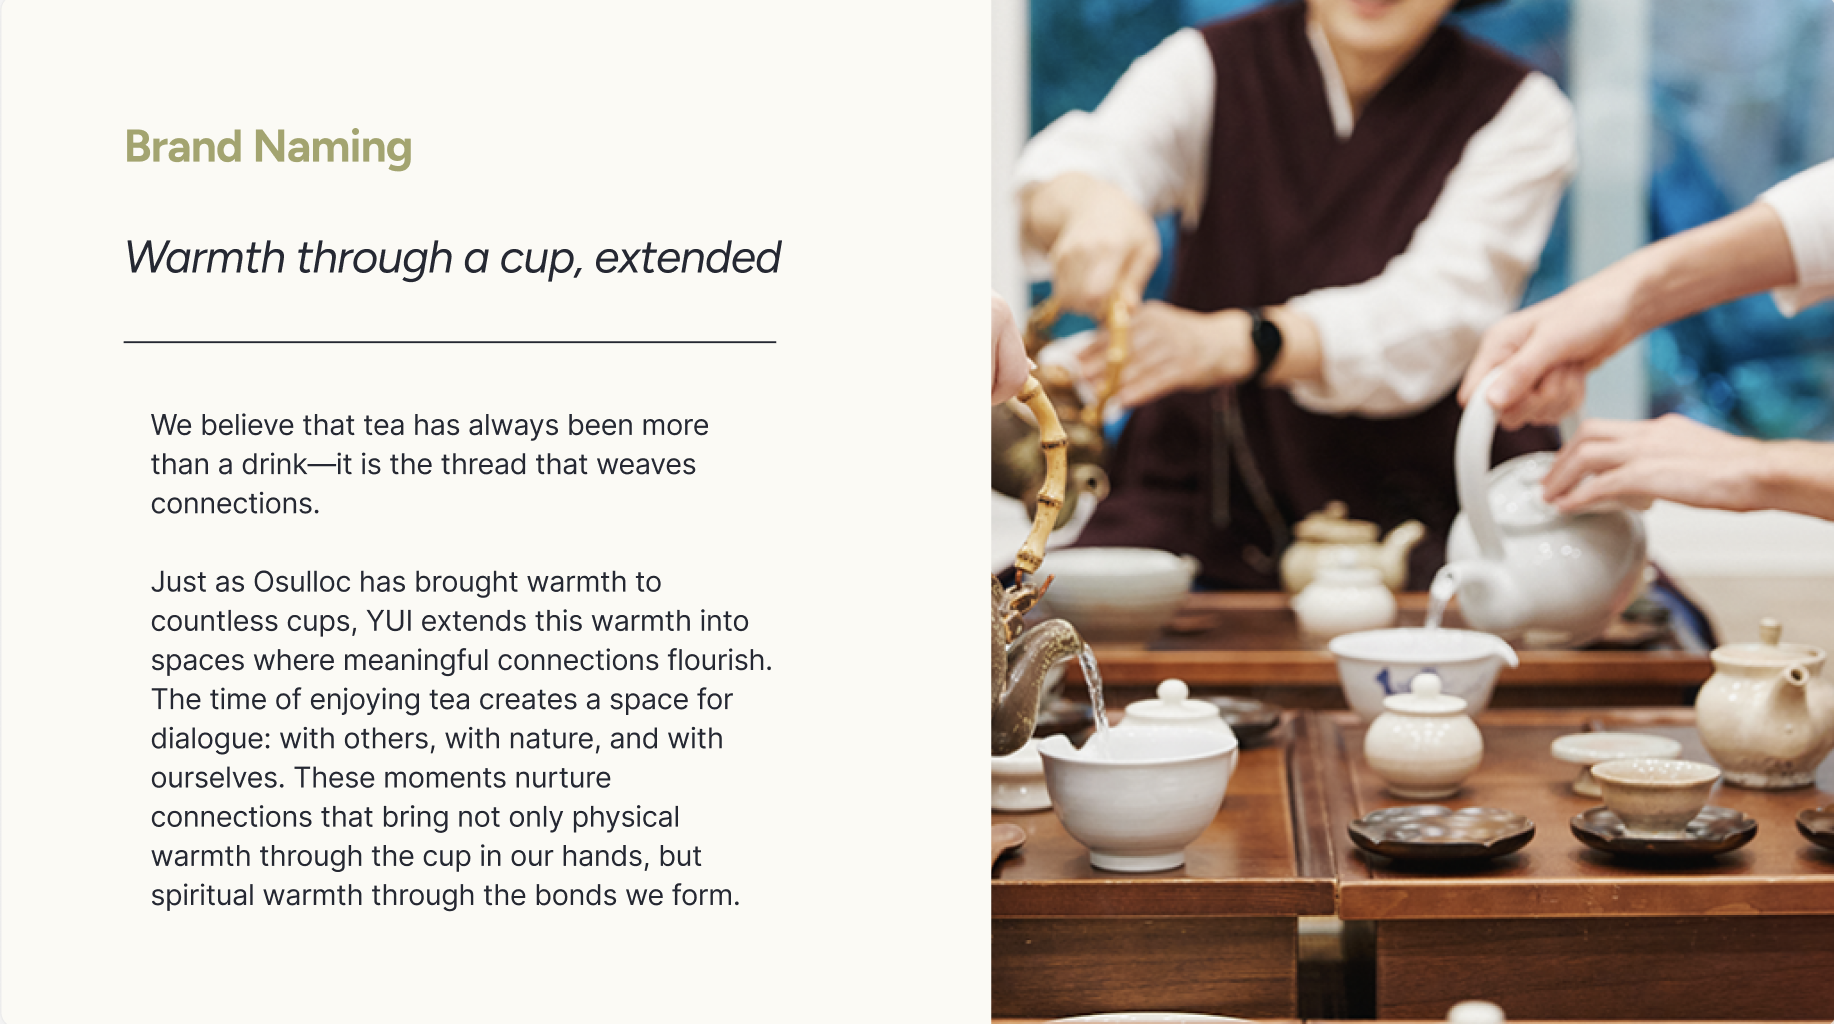 Brand Naming
Warmth through a cup, extended
We believe that tea has always been more
than a drink—it is the thread that weaves
connections.
Just as Osulloc has brought warmth to
countless cups, YUI extends this warmth into
spaces where meaningful connections flourish.
The time of enjoying tea creates a space for
dialogue: with others, with nature, and with
ourselves. These moments nurture
connections that bring not only physical
warmth through the cup in our hands, but
spiritual warmth through the bonds we form.